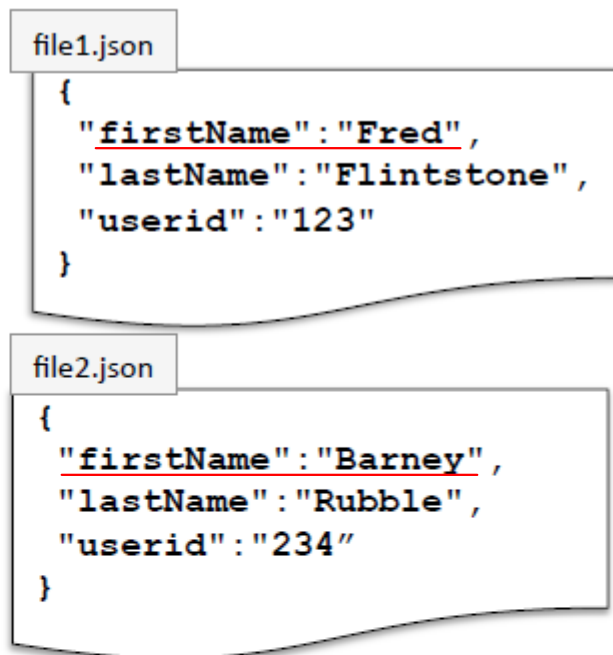 file1.json
{
"firstName":"Fred",
"lastName":"Flintstone",
"userid":"123"
}
file2.json
{
"firstName":"Barney",
"lastName":"Rubble",
"userid":"234”
}